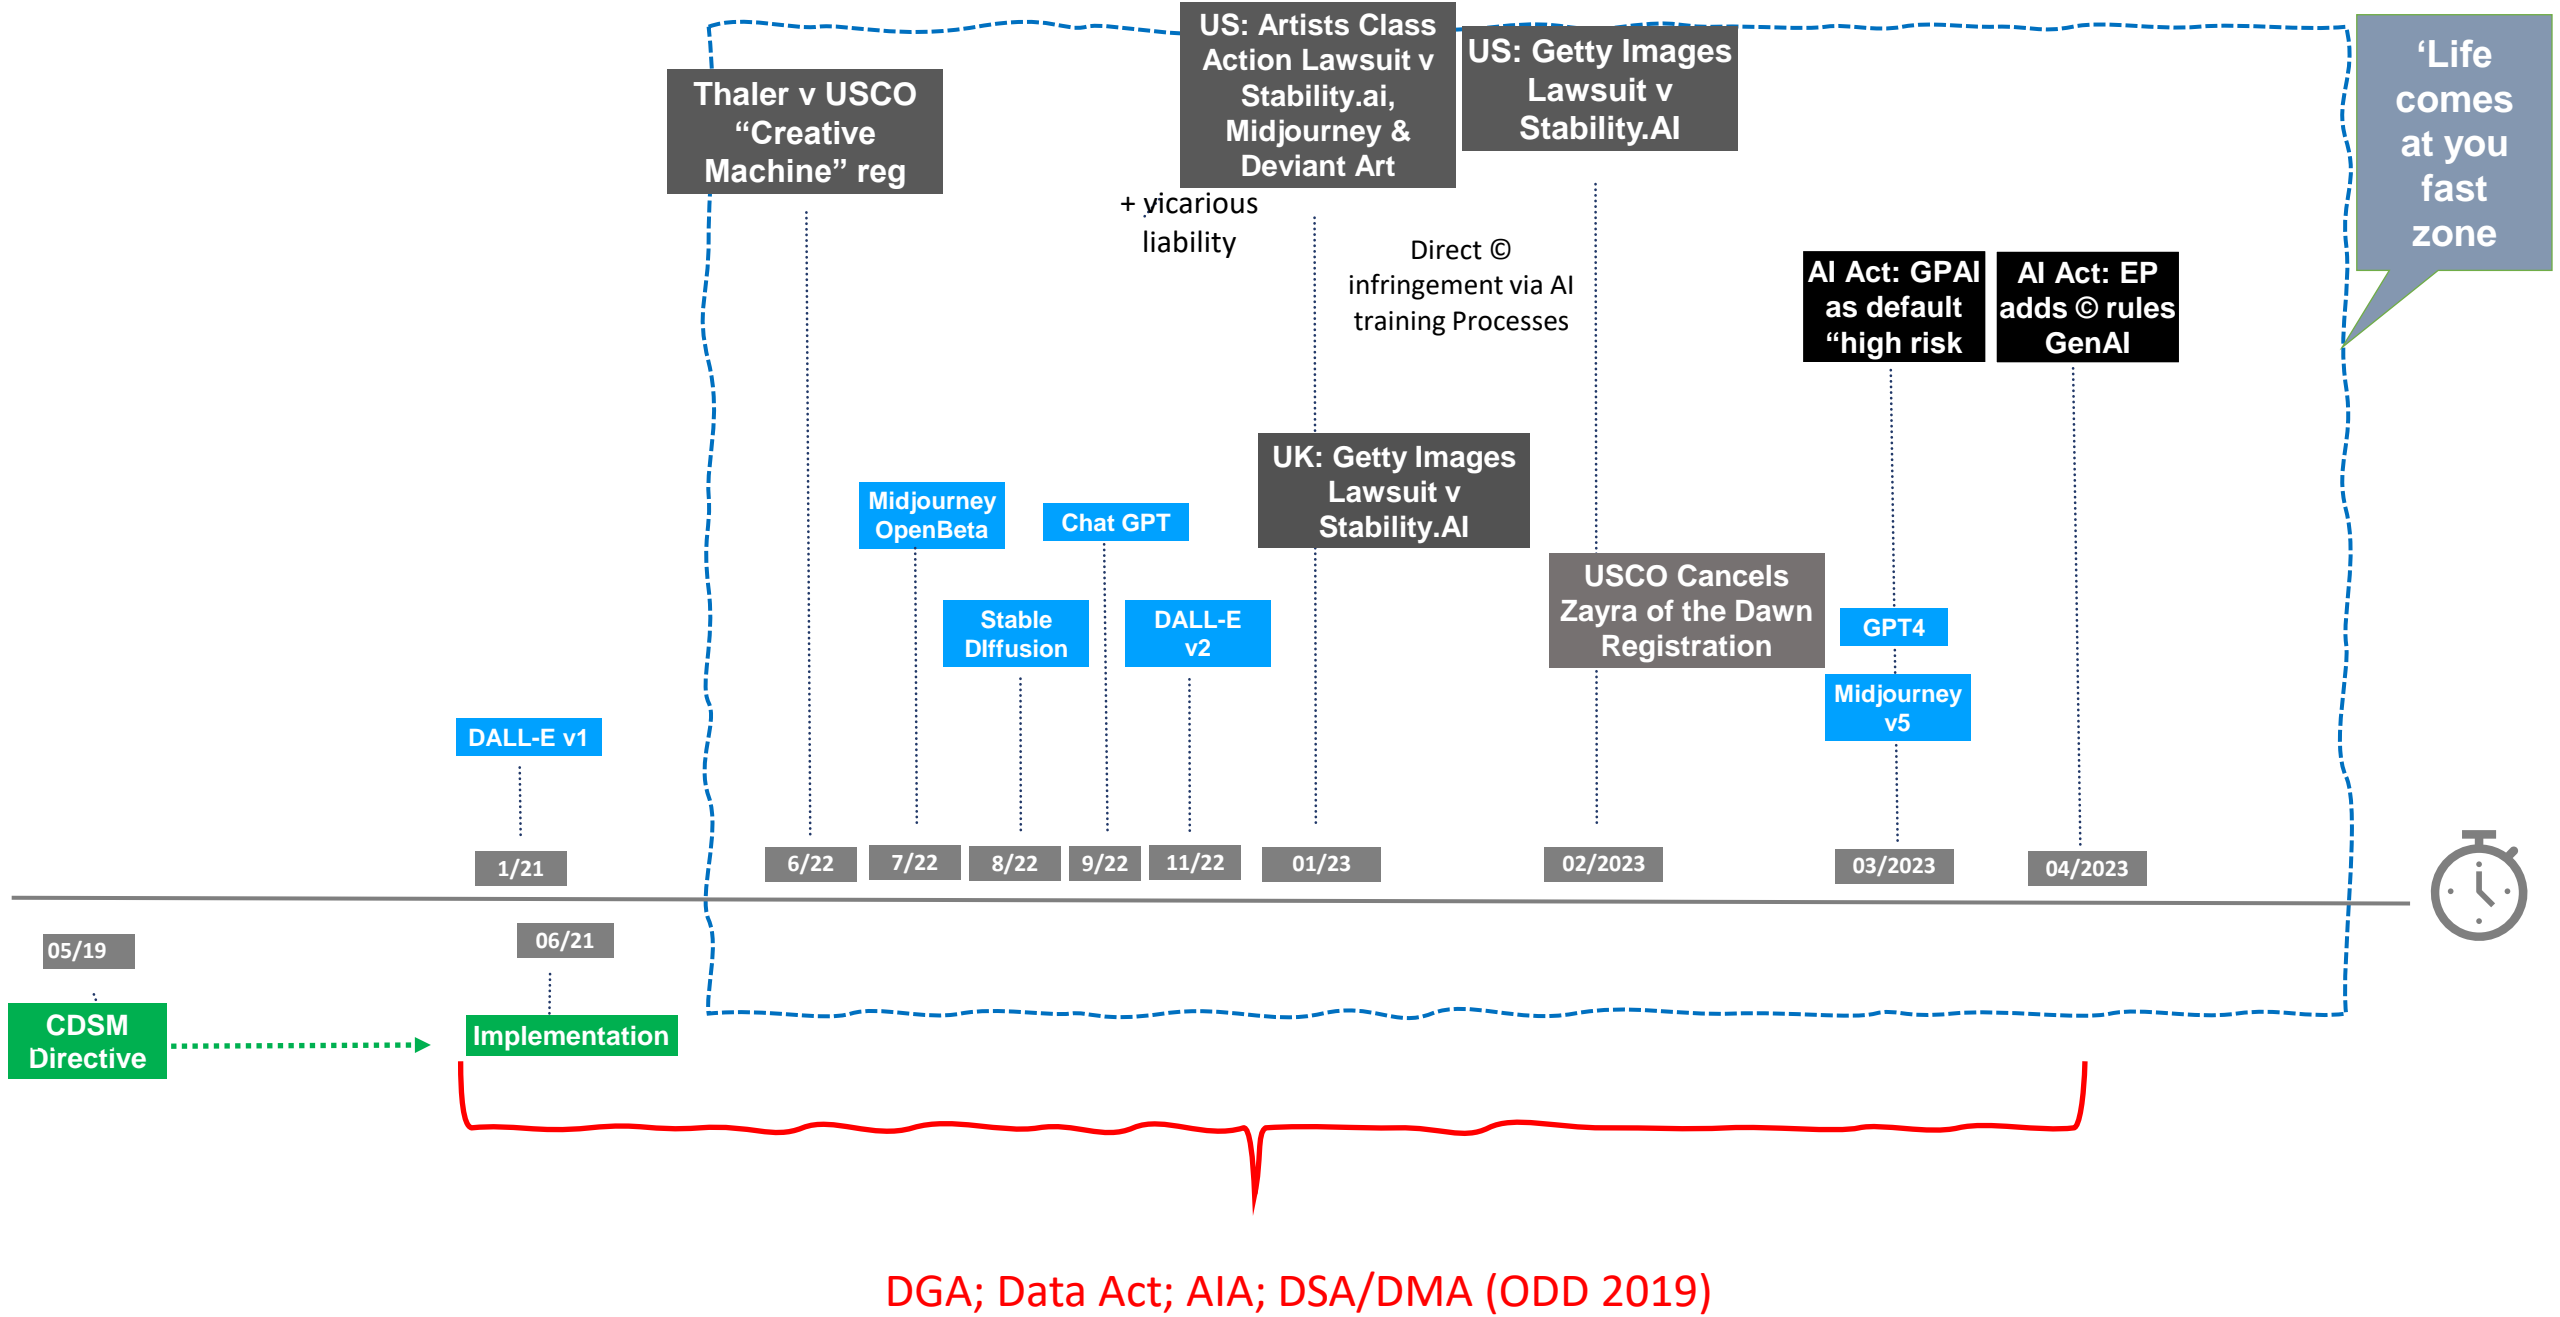 US: Artists Class
Action Lawsuit v
Stability.ai,
Midjourney &
Deviant Art
US: Getty Images
Lawsuit v
Stability.AI
‘Life
comes
at you
fast
zone
Thaler v USCO
“Creative
Machine” reg
+ vicarious
liability
Direct ©
infringement via AI
training Processes
AI Act: GPAI
as default
“high risk
AI Act: EP
adds © rules
GenAI
UK: Getty Images
Lawsuit v
Stability.AI
Midjourney
OpenBeta
Chat GPT
Stable
DIffusion
DALL-E
v2
USCO Cancels
Zayra of the Dawn
Registration
GPT4
Midjourney
v5
DALL-E v1
1/21
6/22
7/22
8/22
9/22
11/22
01/23
02/2023
03/2023
04/2023
05/19
06/21
CDSM
Directive
Implementation
DGA; Data Act; AIA; DSA/DMA (ODD 2019)